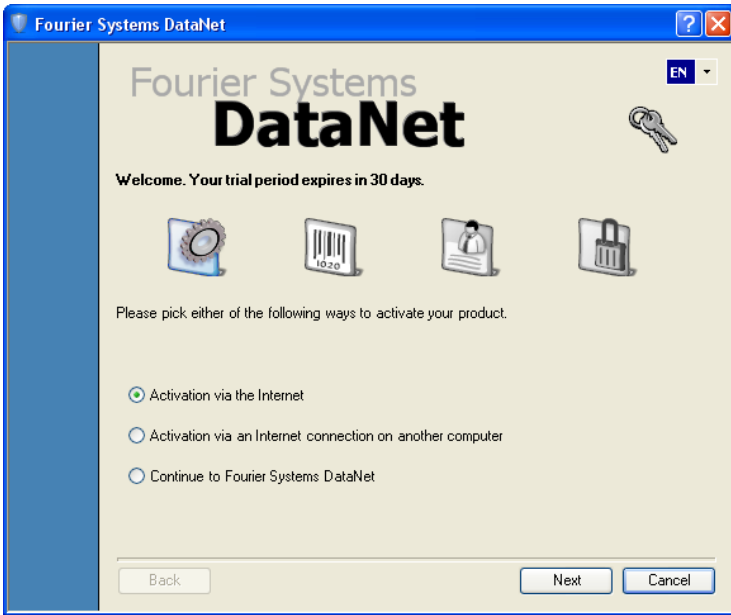 Fourier Systems DataNet
Fourier Systems
DataNet
EN
Welcome. Your trial period expires in 30 days.
1020
Please pick either of the following ways to activate your product.
Activation via the Internet
Activation via an Internet connection on another computer
Continue to Fourier Systems DataNet
Back
Next
Cancel